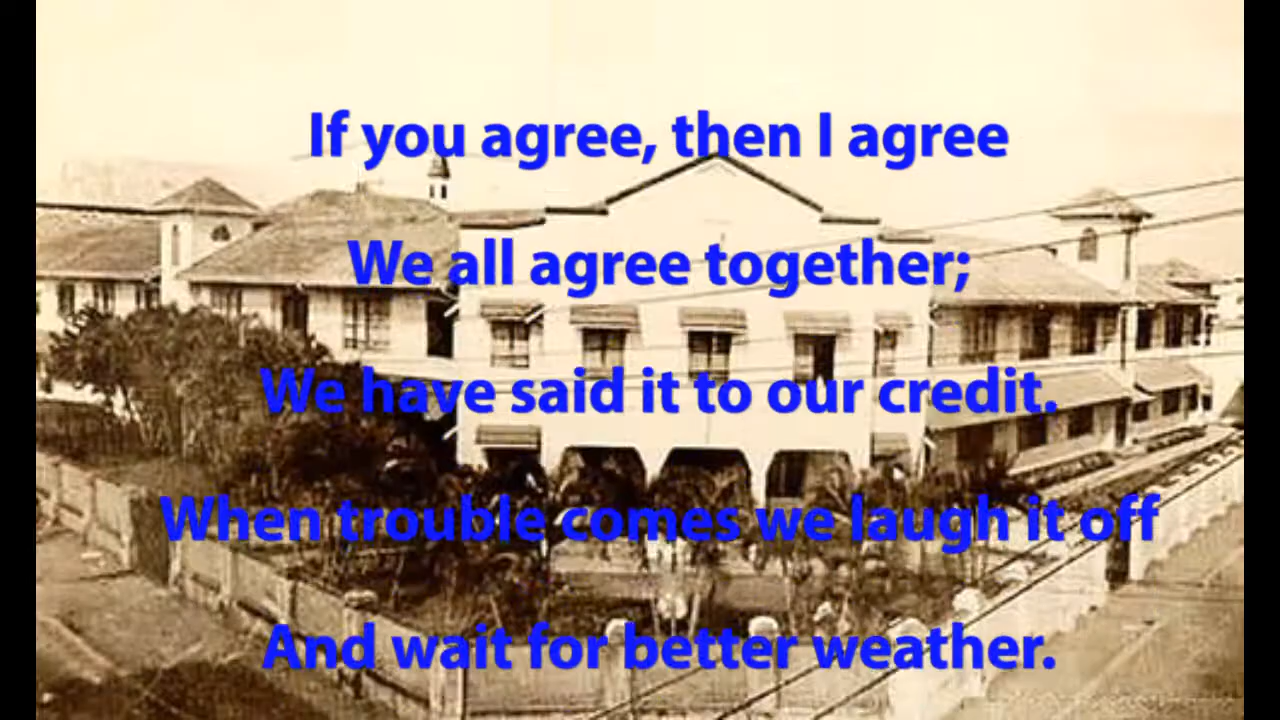 If you agree, then I agree
We all agree together;
We have said it to our credit.
When trouble comes we laugh it off
And wait for better weather.